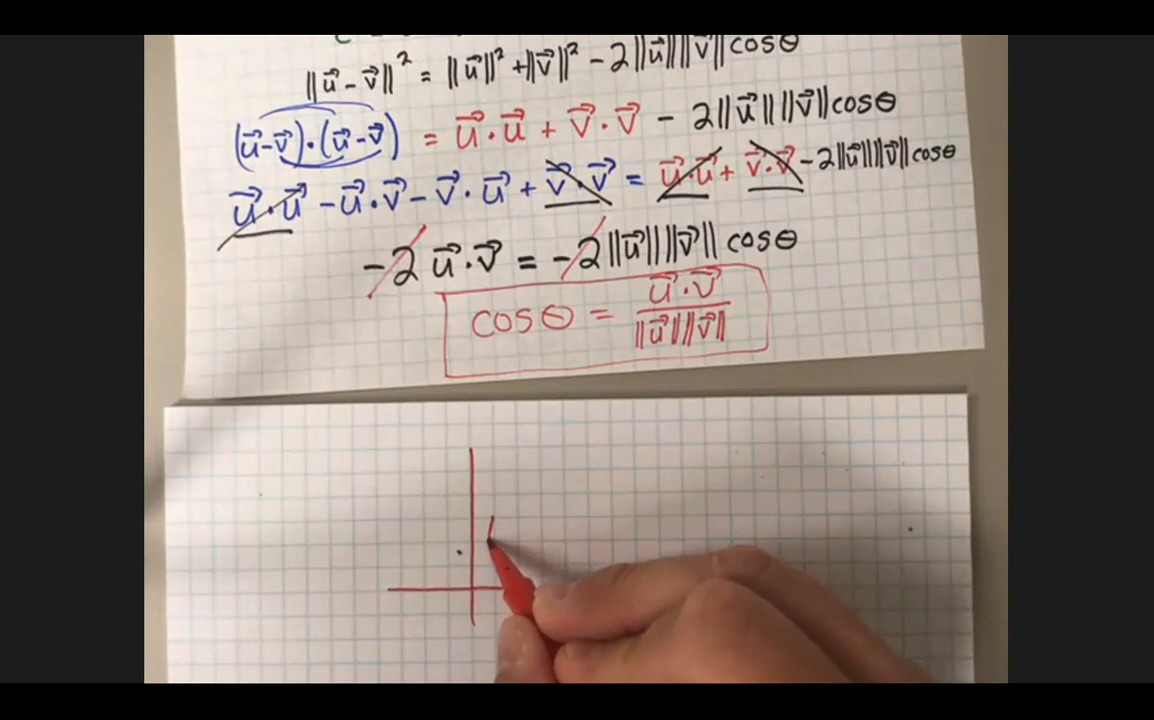 ‖u⃗ - v⃗‖² = ‖u⃗‖² + ‖v⃗‖² - 2‖u⃗‖‖v⃗‖cosθ
(u⃗-v⃗)·(u⃗-v⃗) = u⃗·u⃗ + v⃗·v⃗ - 2‖u⃗‖‖v⃗‖cosθ
u⃗·u⃗ - u⃗·v⃗ - v⃗·u⃗ + v⃗·v⃗ = u⃗·u⃗ + v⃗·v⃗ - 2‖u⃗‖‖v⃗‖cosθ
-2 u⃗·v⃗ = -2‖u⃗‖‖v⃗‖ cosθ
cosθ = u⃗·v⃗ / ‖u⃗‖‖v⃗‖